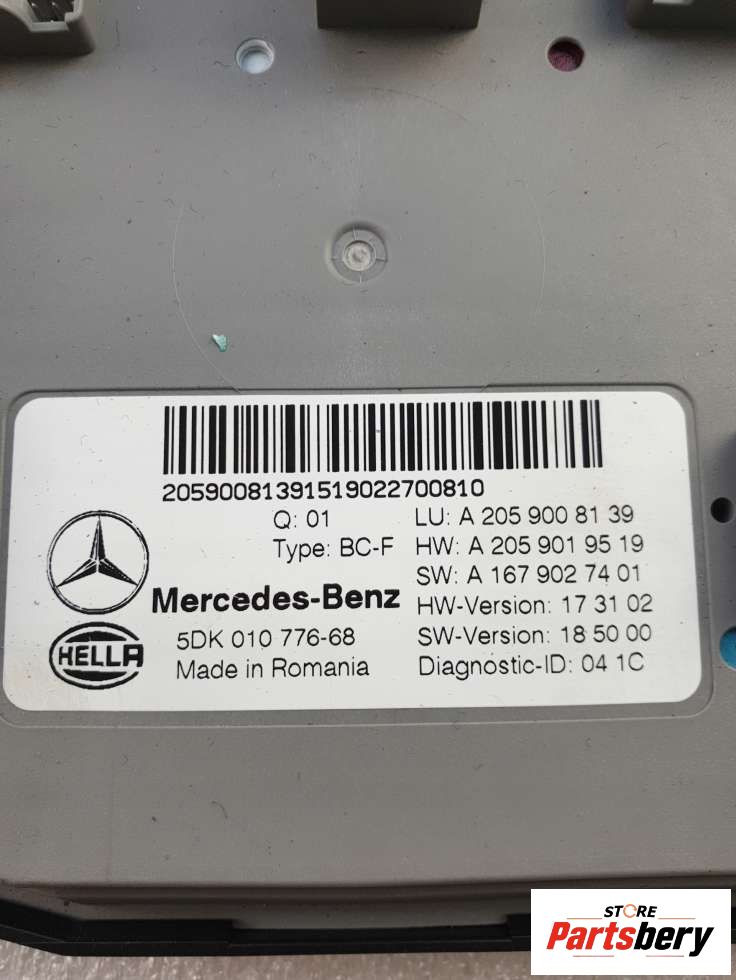 20590081391519022700810
Q: 01
Type: BC-F
LU: A 205 900 81 39
HW: A 205 901 95 19
SW: A 167 902 74 01
HW-Version: 17 31 02
SW-Version: 18 50 00
Diagnostic-ID: 04 1C
Mercedes-Benz
HELLA
5DK 010 776-68
Made in Romania
STORE
Partsbery